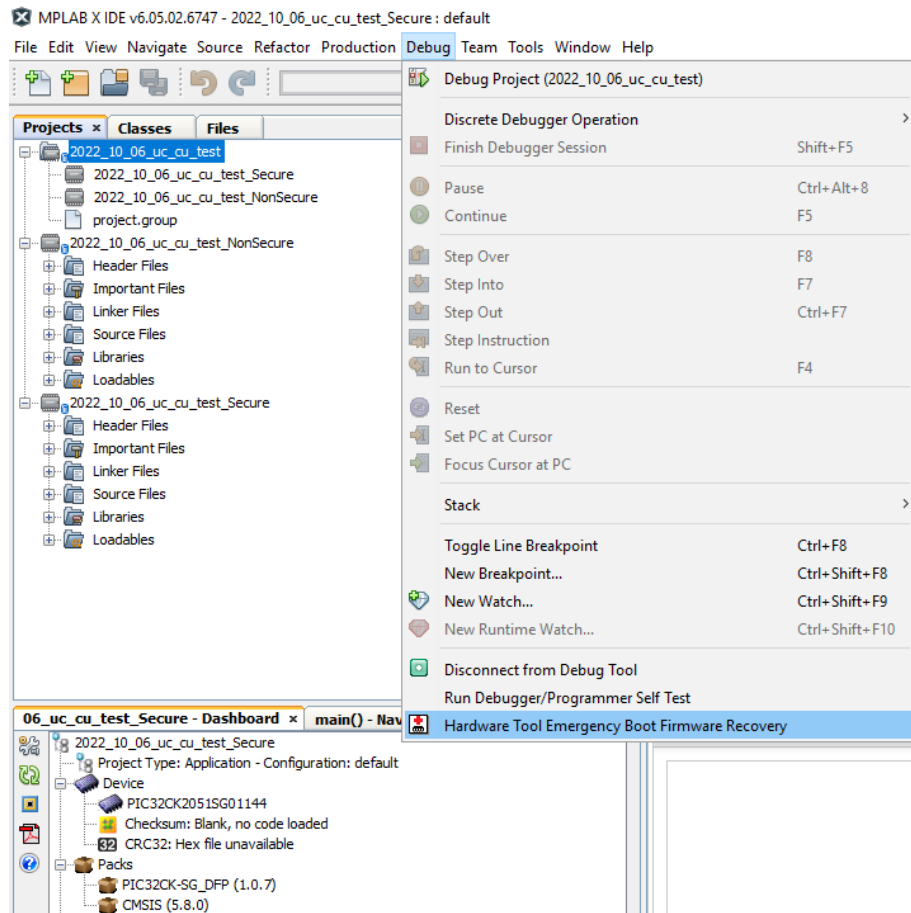 MPLAB X IDE v6.05.02.6747 - 2022_10_06_uc_cu_test_Secure : default
File Edit View Navigate Source Refactor Production Debug Team Tools Window Help
Projects × Classes Files
2022_10_06_uc_cu_test
2022_10_06_uc_cu_test_Secure
2022_10_06_uc_cu_test_NonSecure
project.group
2022_10_06_uc_cu_test_NonSecure
Header Files
Important Files
Linker Files
Source Files
Libraries
Loadables
2022_10_06_uc_cu_test_Secure
Header Files
Important Files
Linker Files
Source Files
Libraries
Loadables
Debug Project (2022_10_06_uc_cu_test)
Discrete Debugger Operation
Finish Debugger Session Shift+F5
Pause Ctrl+Alt+8
Continue F5
Step Over F8
Step Into F7
Step Out Ctrl+F7
Step Instruction
Run to Cursor F4
Reset
Set PC at Cursor
Focus Cursor at PC
Stack
Toggle Line Breakpoint Ctrl+F8
New Breakpoint... Ctrl+Shift+F8
New Watch... Ctrl+Shift+F9
New Runtime Watch... Ctrl+Shift+F10
Disconnect from Debug Tool
Run Debugger/Programmer Self Test
Hardware Tool Emergency Boot Firmware Recovery
06_uc_cu_test_Secure - Dashboard × main() - Nav
2022_10_06_uc_cu_test_Secure
Project Type: Application - Configuration: default
Device
PIC32CK2051SG01144
Checksum: Blank, no code loaded
CRC32: Hex file unavailable
Packs
PIC32CK-SG_DFP (1.0.7)
CMSIS (5.8.0)